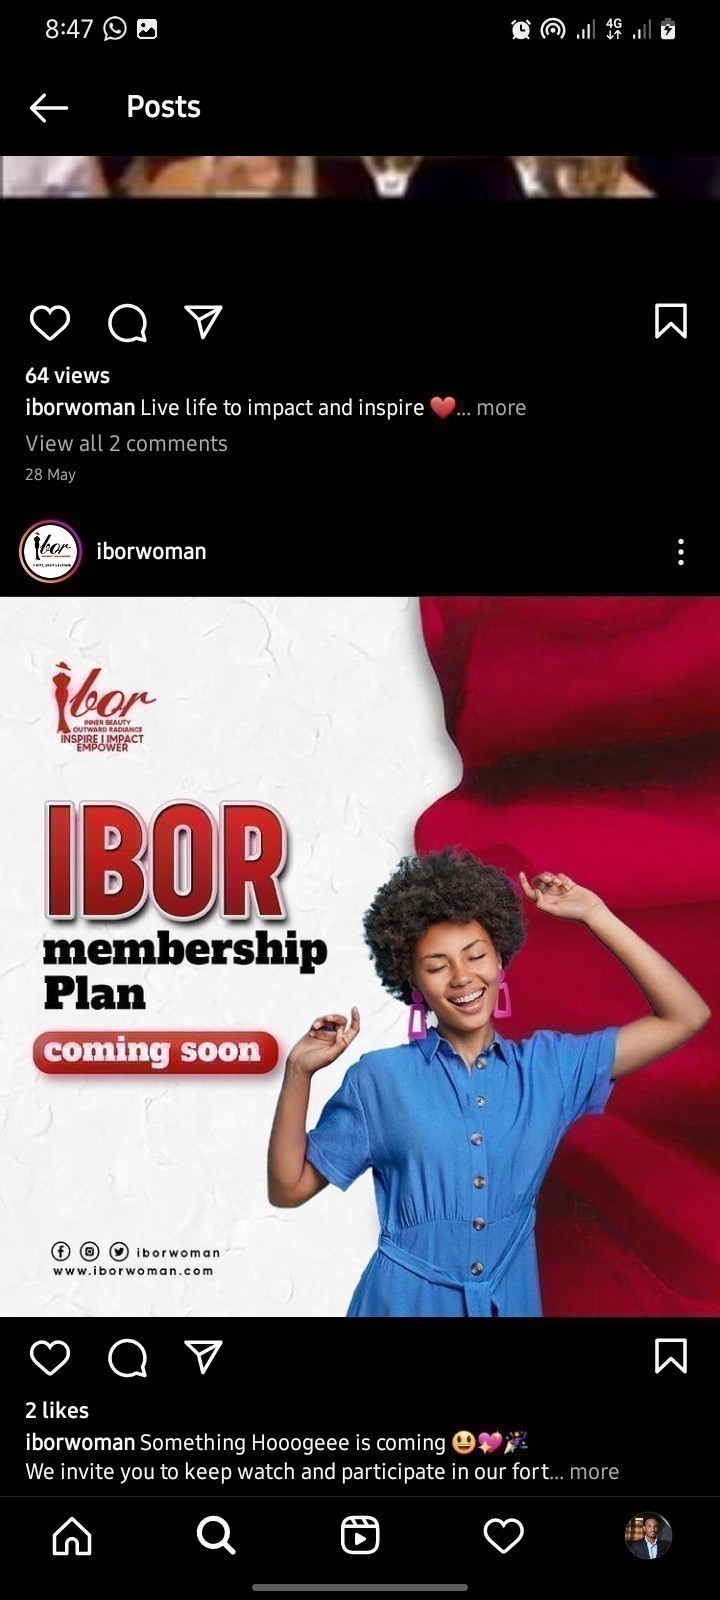 8:47
4G
Posts
64 views
iborwoman Live life to impact and inspire ❤️... more
View all 2 comments
28 May
ibor
iborwoman
ibor
INNER BEAUTY
OUTWARD RADIANCE
INSPIRE I IMPACT
EMPOWER
IBOR
membership
Plan
coming soon
iborwoman
www.iborwoman.com
2 likes
iborwoman Something Hooogeee is coming 😃💖🎉
We invite you to keep watch and participate in our fort... more